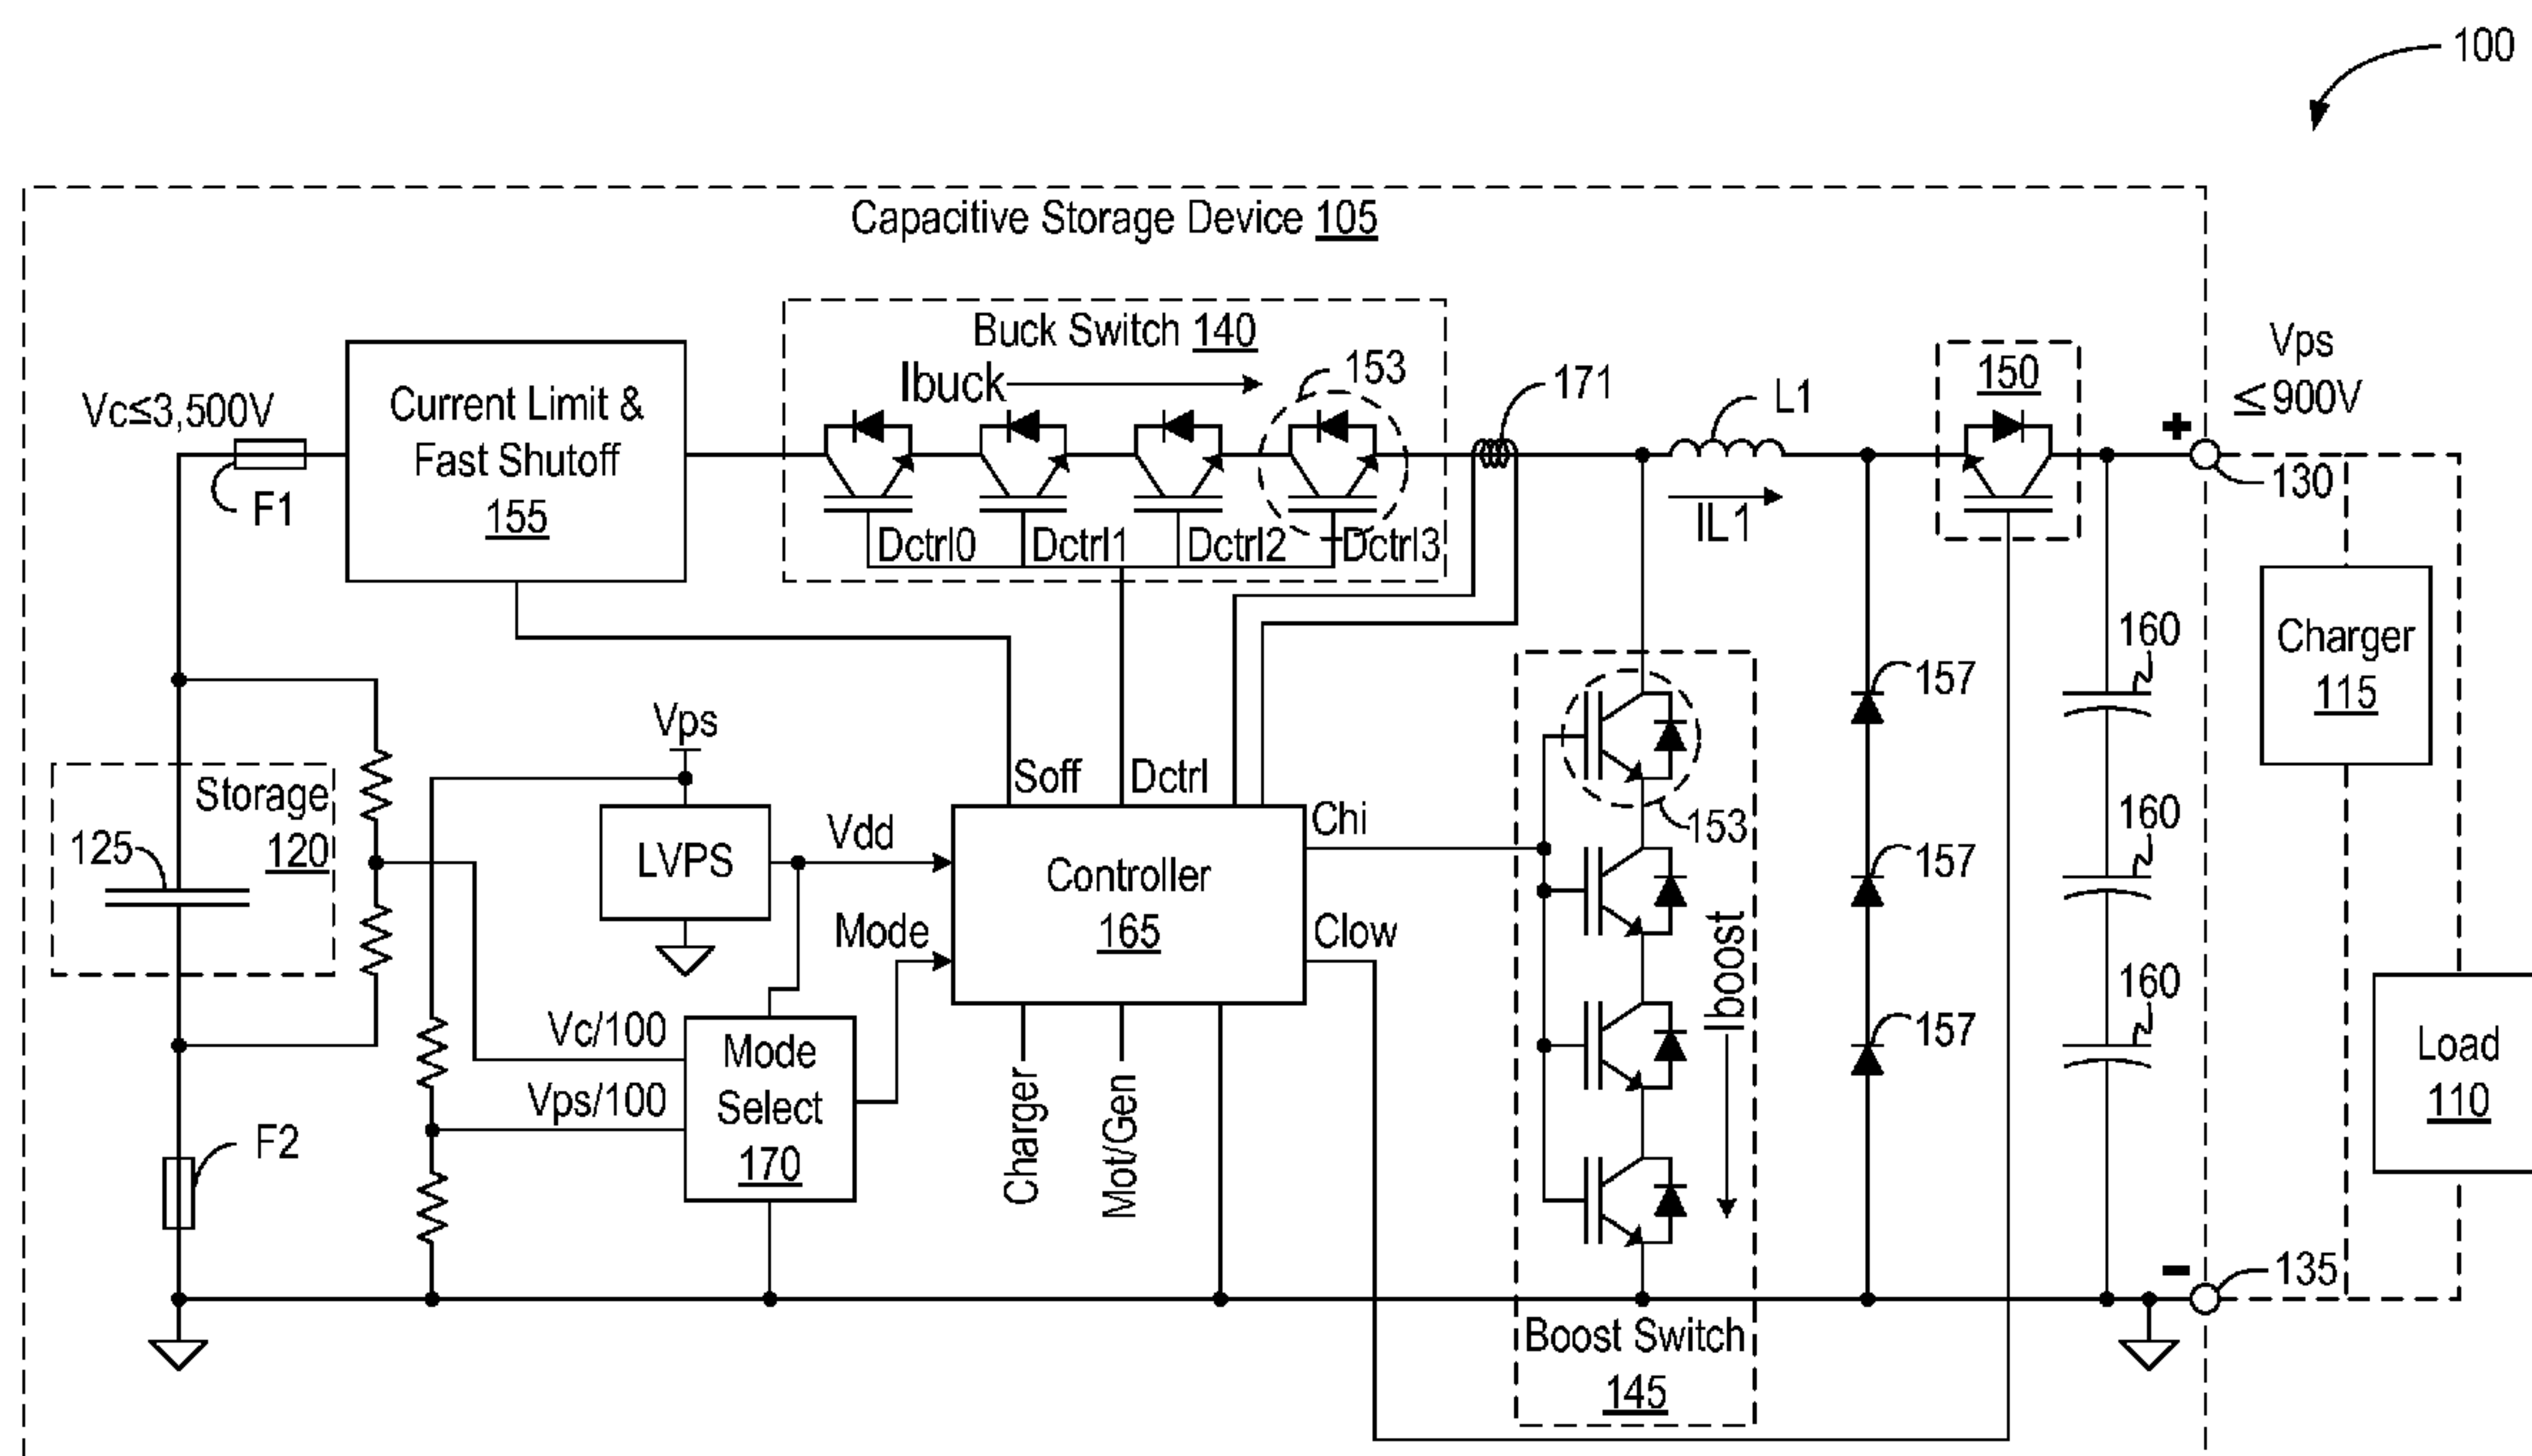 100
Capacitive Storage Device 105
Buck Switch 140
Ibuck
153
171
L1
150
Vps
≤900V
+
130
Vc≤3,500V
F1
Current Limit &
Fast Shutoff
155
Dctrl0
Dctrl1
Dctrl2
Dctrl3
IL1
Charger
115
160
157
Vps
Soff
Dctrl
Storage
120
125
LVPS
Vdd
Chi
153
160
157
Controller
165
Mode
Clow
Iboost
160
157
Vc/100
Vps/100
Mode
Select
170
Charger
Mot/Gen
Load
110
F2
-
135
Boost Switch
145